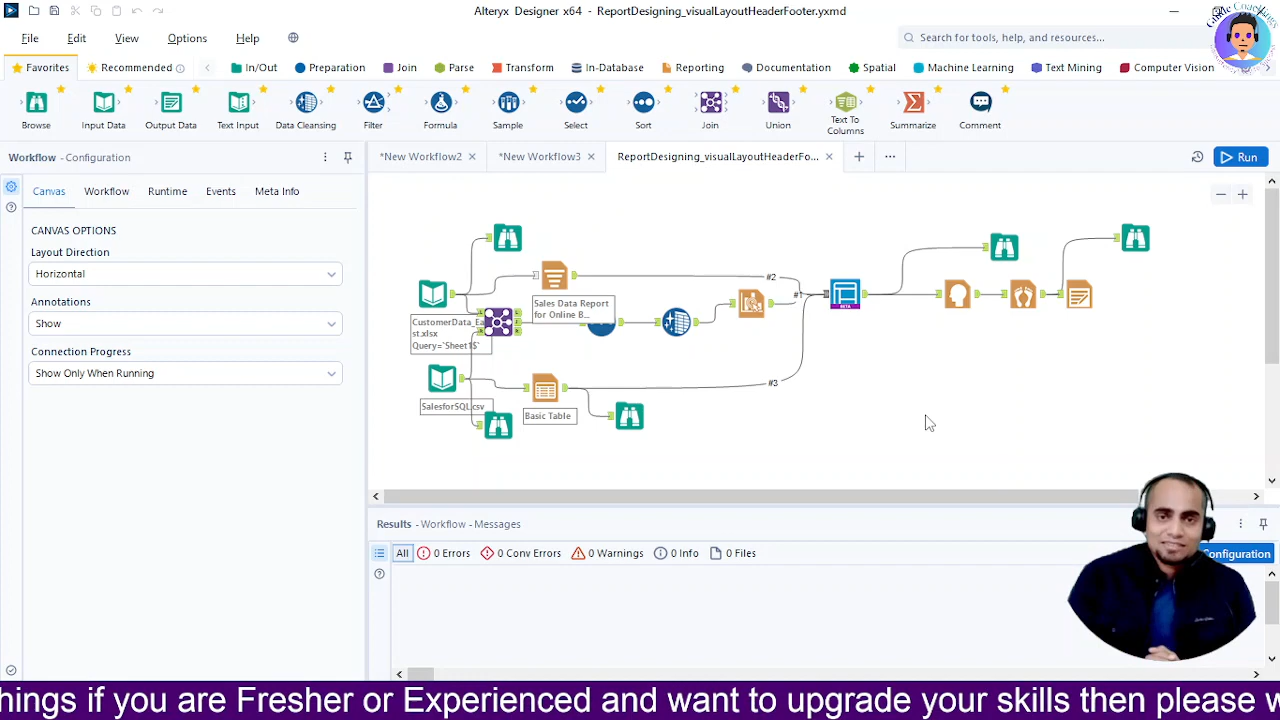 Alteryx Designer x64 - ReportDesigning_visualLayoutHeaderFooter.yxmd
File Edit View Options Help
Search for tools, help, and resources...
Favorites Recommended In/Out Preparation Join Parse Transform In-Database Reporting Documentation Spatial Machine Learning Text Mining Computer Vision
Browse Input Data Output Data Text Input Data Cleansing Filter Formula Sample Select Sort Join Union Text To Columns Summarize Comment
Workflow - Configuration
*New Workflow2 *New Workflow3 ReportDesigning_visualLayoutHeaderFo... Run
Canvas Workflow Runtime Events Meta Info
CANVAS OPTIONS
Layout Direction
Horizontal
Annotations
Show
Connection Progress
Show Only When Running
#2
#1
Sales Data Report
for Online B...
BETA
CustomerData_Ea
st.xlsx
Query=`Sheet1$`
#3
SalesforSQL.csv
Basic Table
Results - Workflow - Messages
All 0 Errors 0 Conv Errors 0 Warnings 0 Info 0 Files
Configuration
hings if you are Fresher or Experienced and want to upgrade your skills then please w